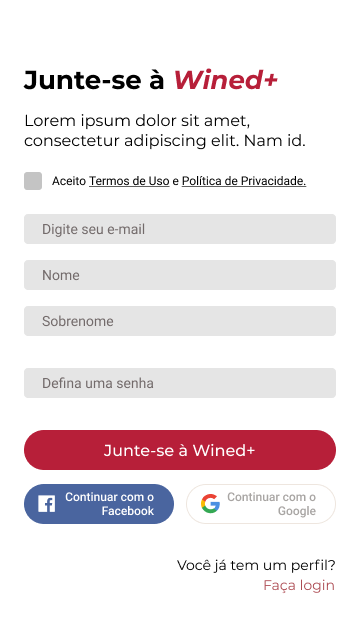 Junte-se à Wined+
Lorem ipsum dolor sit amet,
consectetur adipiscing elit. Nam id.
Aceito Termos de Uso e Política de Privacidade.
Digite seu e-mail
Nome
Sobrenome
Defina uma senha
Junte-se à Wined+
Continuar com o
Facebook
Continuar com o
Google
Você já tem um perfil?
Faça login